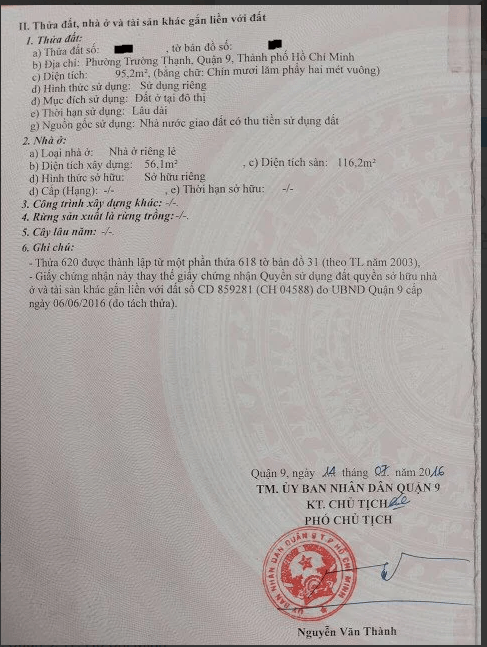 II. Thửa đất, nhà ở và tài sản khác gắn liền với đất
1. Thửa đất:
a) Thửa đất số: , tờ bản đồ số:
b) Địa chỉ: Phường Trường Thạnh, Quận 9, Thành phố Hồ Chí Minh
c) Diện tích: 95,2m², (bằng chữ: Chín mươi lăm phẩy hai mét vuông)
d) Hình thức sử dụng: Sử dụng riêng
đ) Mục đích sử dụng: Đất ở tại đô thị
e) Thời hạn sử dụng: Lâu dài
g) Nguồn gốc sử dụng: Nhà nước giao đất có thu tiền sử dụng đất
2. Nhà ở:
a) Loại nhà ở: Nhà ở riêng lẻ
b) Diện tích xây dựng: 56,1m² , c) Diện tích sàn: 116,2m²
d) Hình thức sở hữu: Sở hữu riêng
đ) Cấp (Hạng): -/- , e) Thời hạn sở hữu: -/-
3. Công trình xây dựng khác: -/-.
4. Rừng sản xuất là rừng trồng:-/-.
5. Cây lâu năm: -/-.
6. Ghi chú:
- Thửa 620 được thành lập từ một phần thửa 618 tờ bản đồ 31 (theo TL năm 2003),
- Giấy chứng nhận này thay thế giấy chứng nhận Quyền sử dụng đất quyền sở hữu nhà
ở và tài sản khác gắn liền với đất số CD 859281 (CH 04588) do UBND Quận 9 cấp
ngày 06/06/2016 (do tách thửa).
Quận 9, ngày 14 tháng 07 năm 2016
TM. ỦY BAN NHÂN DÂN QUẬN 9
KT. CHỦ TỊCH
PHÓ CHỦ TỊCH
ỦY BAN NHÂN DÂN QUẬN 9 T.P HỒ CHÍ MINH
Nguyễn Văn Thành